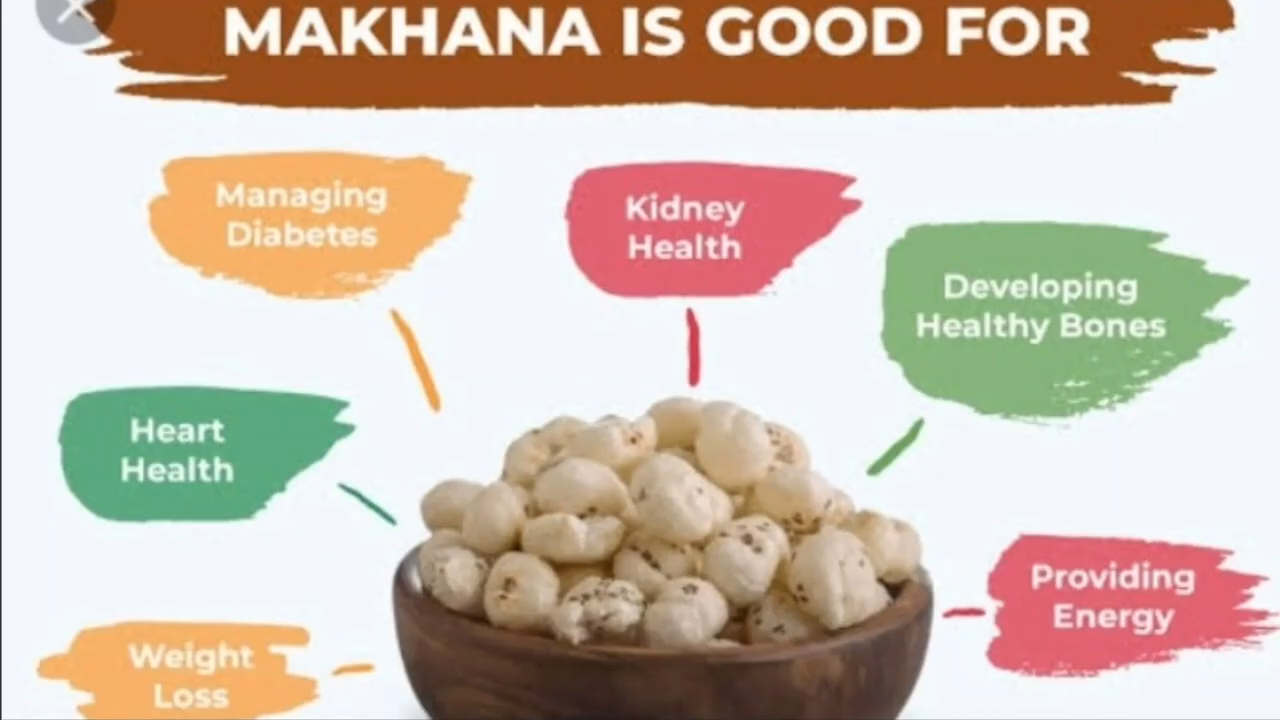 MAKHANA IS GOOD FOR
Managing
Diabetes
Kidney
Health
Developing
Healthy Bones
Heart
Health
Providing
Energy
Weight
Loss